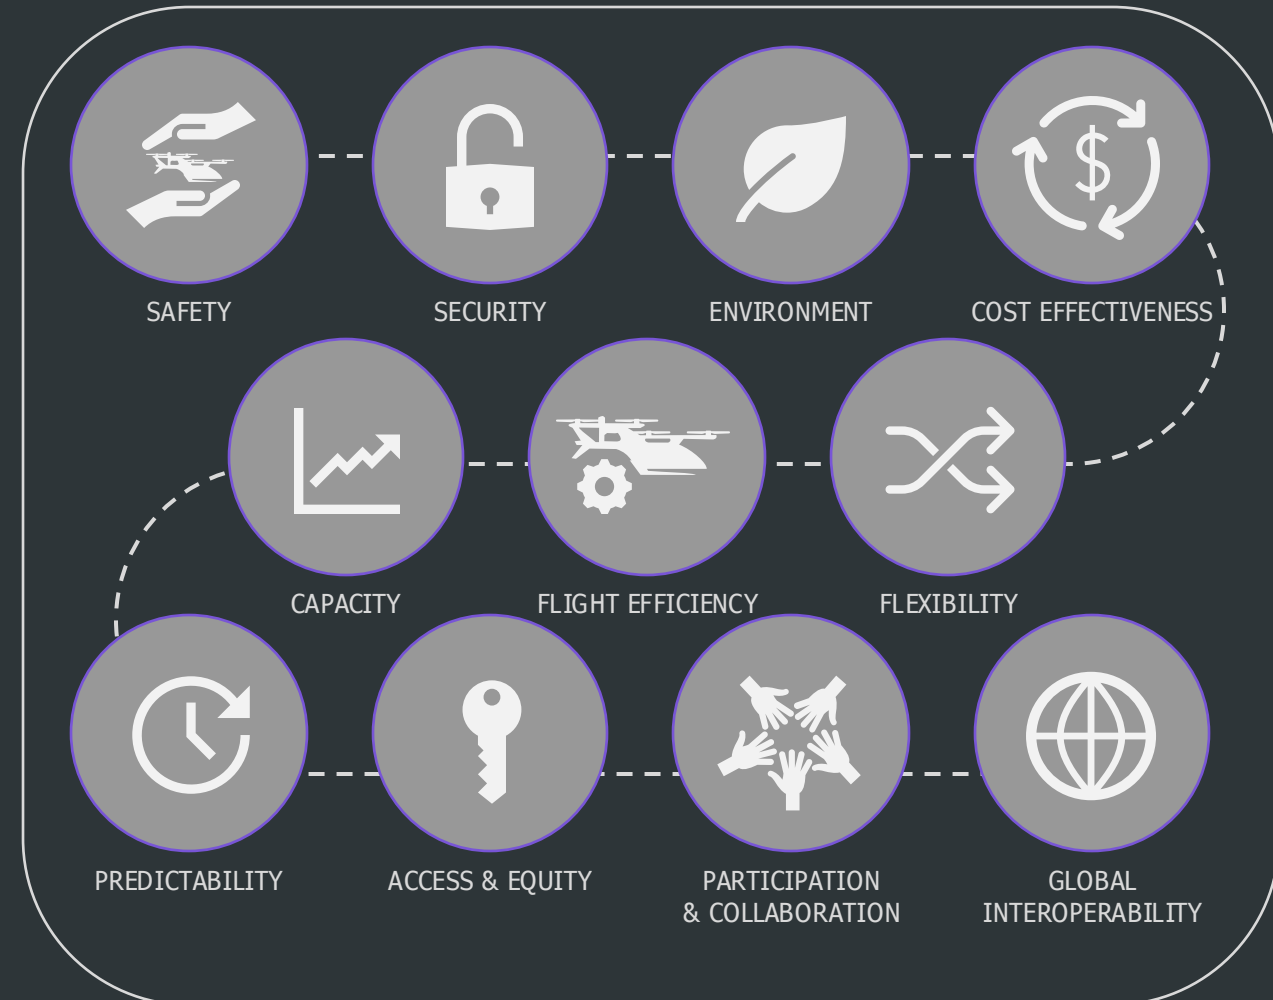 SAFETY
SECURITY
ENVIRONMENT
COST EFFECTIVENESS
CAPACITY
FLIGHT EFFICIENCY
FLEXIBILITY
PREDICTABILITY
ACCESS & EQUITY
PARTICIPATION
& COLLABORATION
GLOBAL
INTEROPERABILITY